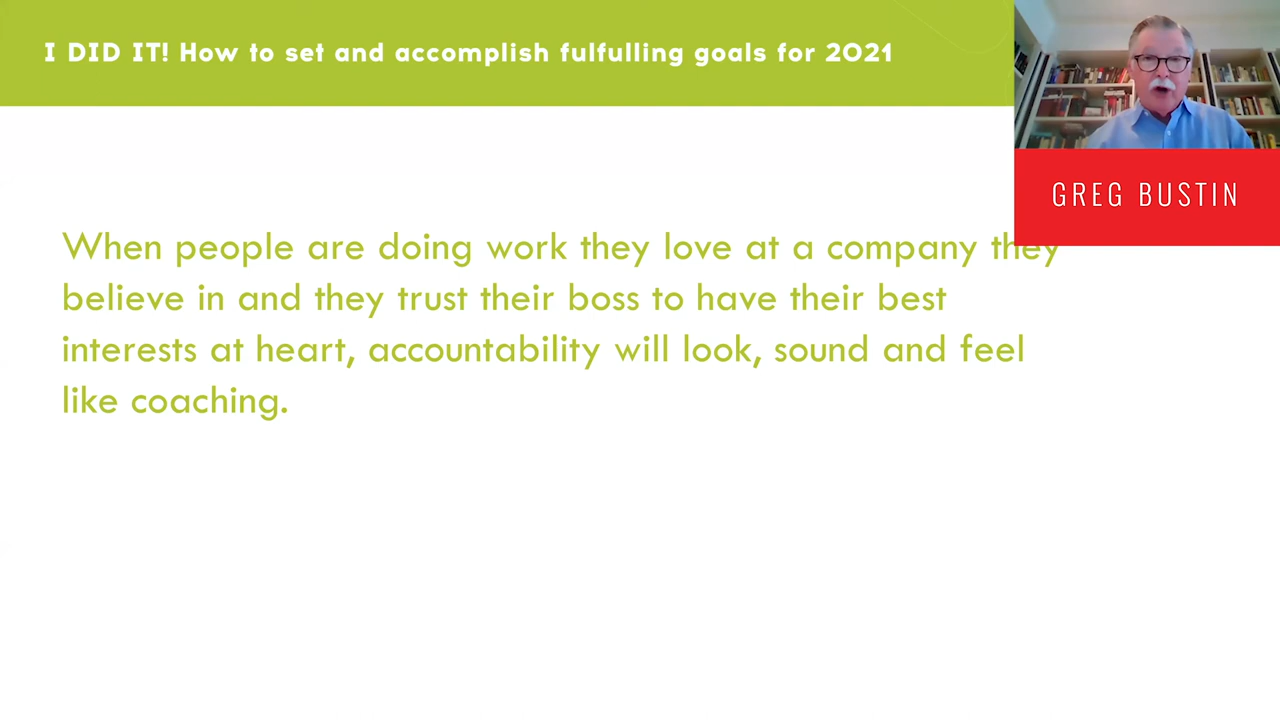 I DID IT! How to set and accomplish fulfulling goals for 2021
GREG BUSTIN
When people are doing work they love at a company they
believe in and they trust their boss to have their best
interests at heart, accountability will look, sound and feel
like coaching.